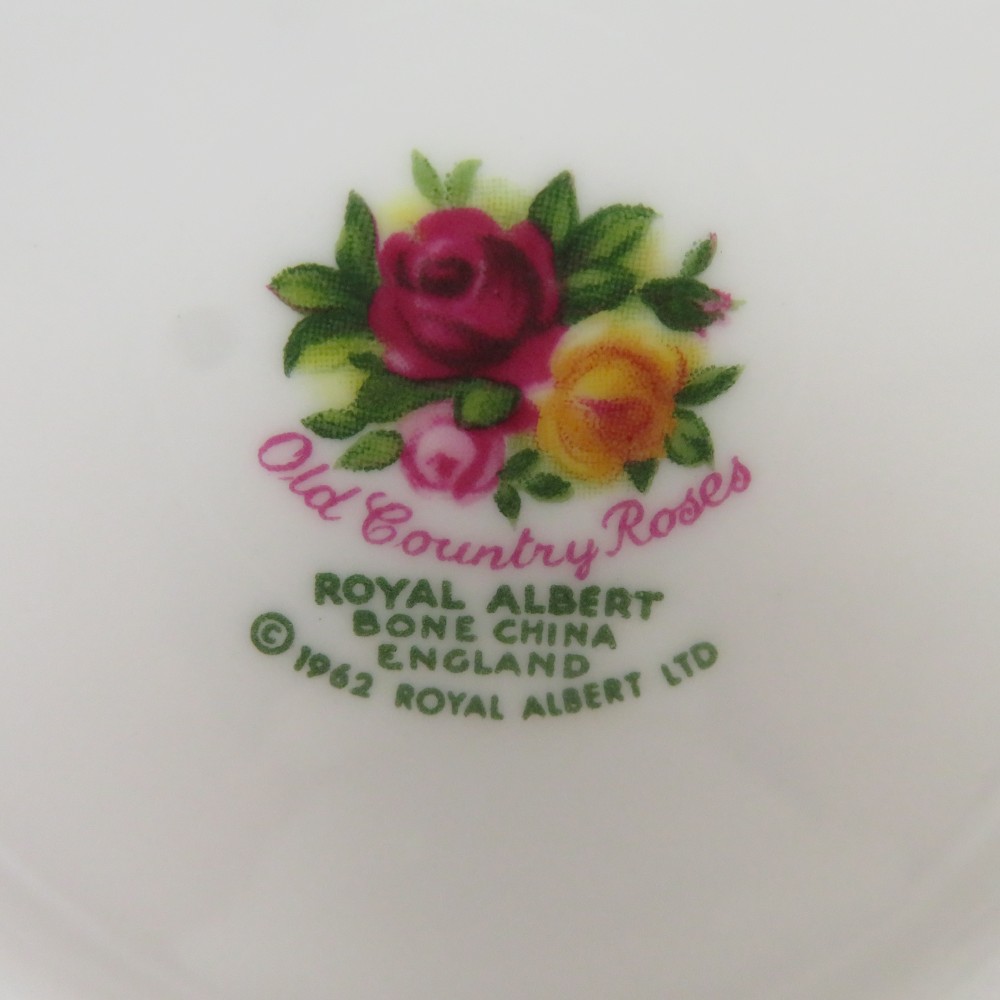 Old Country Roses
ROYAL ALBERT
BONE CHINA
ENGLAND
© 1962 ROYAL ALBERT LTD